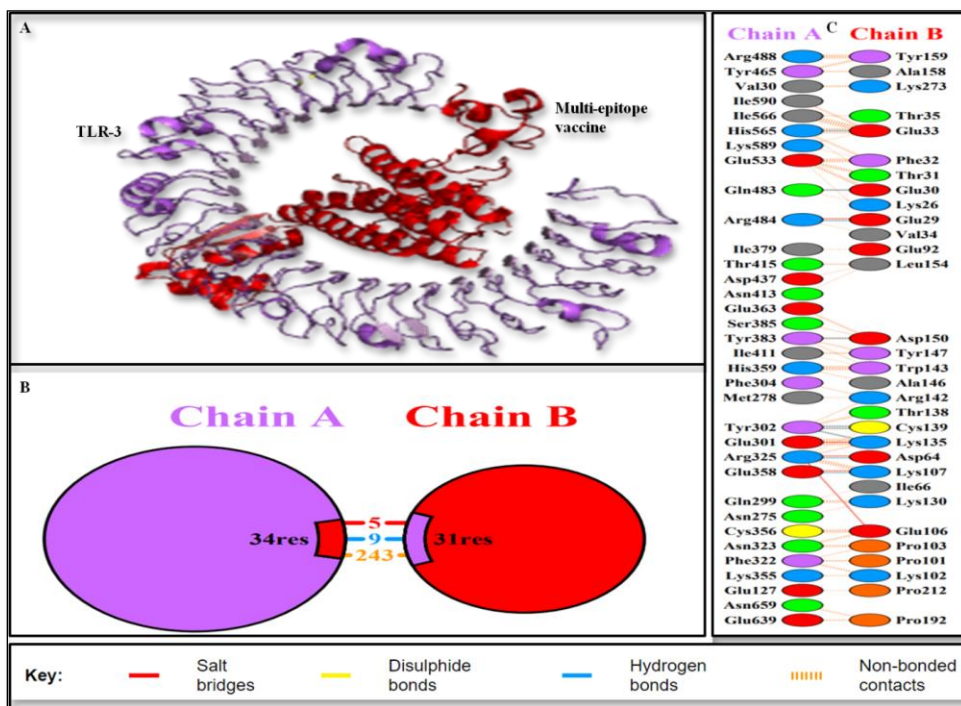 A
TLR-3
Multi-epitope
vaccine
B
Chain A Chain B
34res
5
9
243
31res
Chain A C Chain B
Arg488 Tyr159
Tyr465 Ala158
Val30 Lys273
Ile590
Ile566 Thr35
His565 Glu33
Lys589
Glu533 Phe32
Thr31
Gln483 Glu30
Lys26
Arg484 Glu29
Val34
Ile379 Glu92
Thr415 Leu154
Asp437
Asn413
Glu363
Ser385
Tyr383 Asp150
Ile411 Tyr147
His359 Trp143
Phe304 Ala146
Met278 Arg142
Thr138
Tyr302 Cys139
Glu301 Lys135
Arg325 Asp64
Glu358 Lys107
Ile66
Gln299 Lys130
Asn275
Cys356 Glu106
Asn323 Pro103
Phe322 Pro101
Lys355 Lys102
Glu127 Pro212
Asn659
Glu639 Pro192
Key: Salt bridges Disulphide bonds Hydrogen bonds Non-bonded contacts